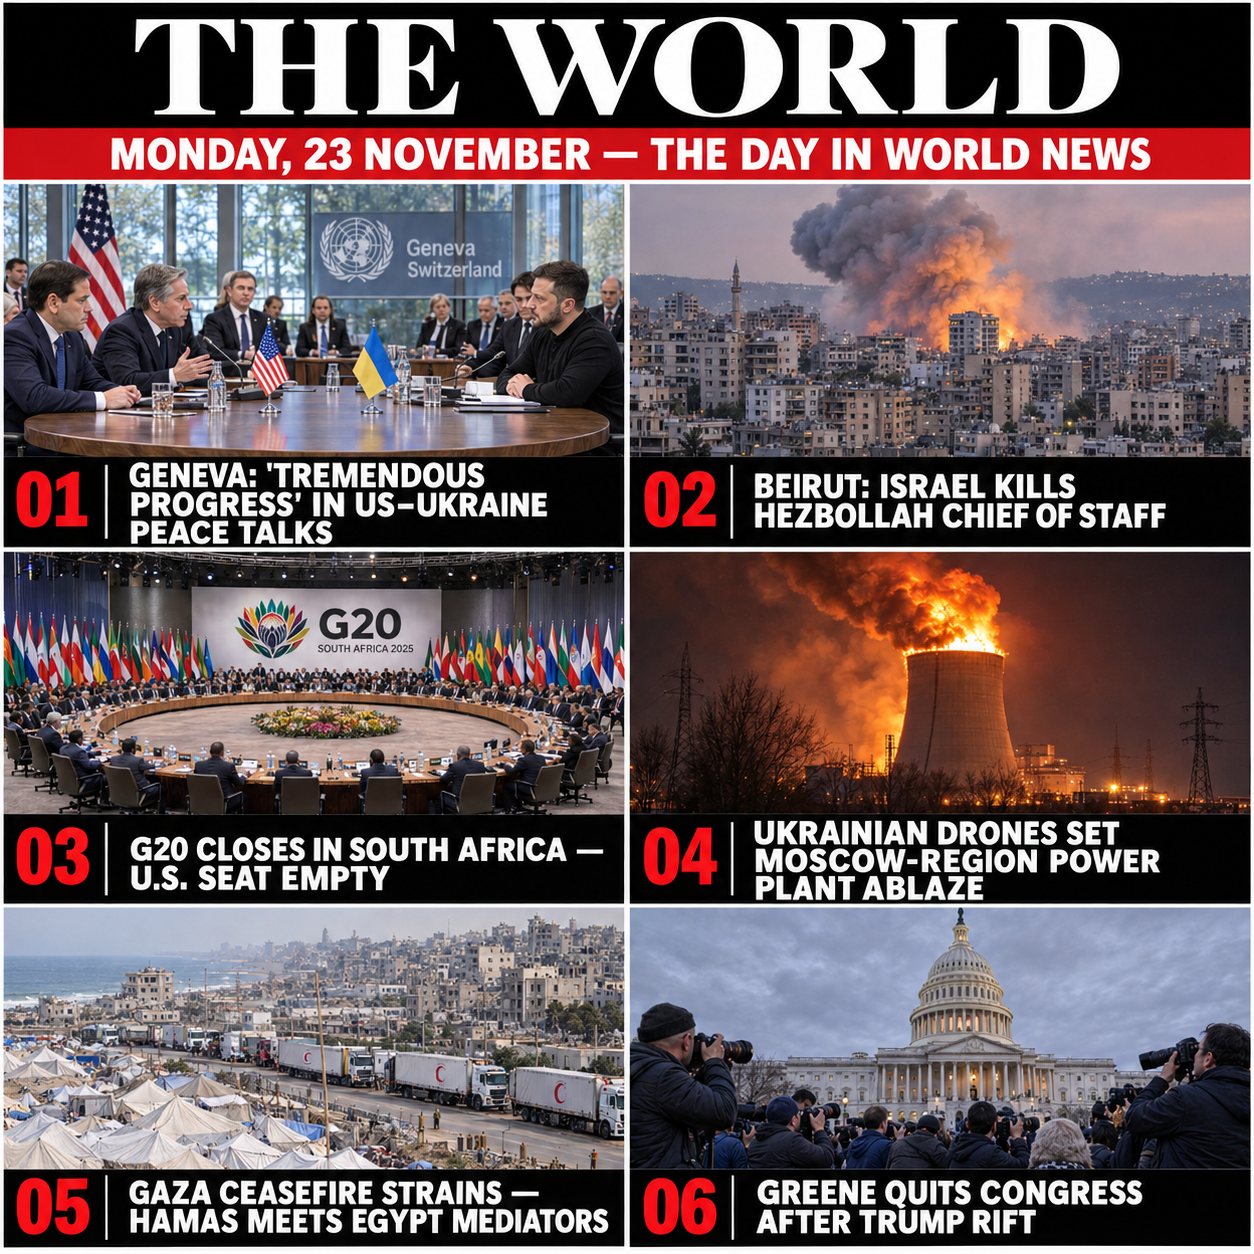 THE WORLD
MONDAY, 23 NOVEMBER — THE DAY IN WORLD NEWS
Geneva
Switzerland
01
GENEVA: 'TREMENDOUS
PROGRESS' IN US–UKRAINE
PEACE TALKS
02
BEIRUT: ISRAEL KILLS
HEZBOLLAH CHIEF OF STAFF
G20
SOUTH AFRICA 2025
03
G20 CLOSES IN SOUTH AFRICA —
U.S. SEAT EMPTY
04
UKRAINIAN DRONES SET
MOSCOW-REGION POWER
PLANT ABLAZE
05
GAZA CEASEFIRE STRAINS —
HAMAS MEETS EGYPT MEDIATORS
06
GREENE QUITS CONGRESS
AFTER TRUMP RIFT